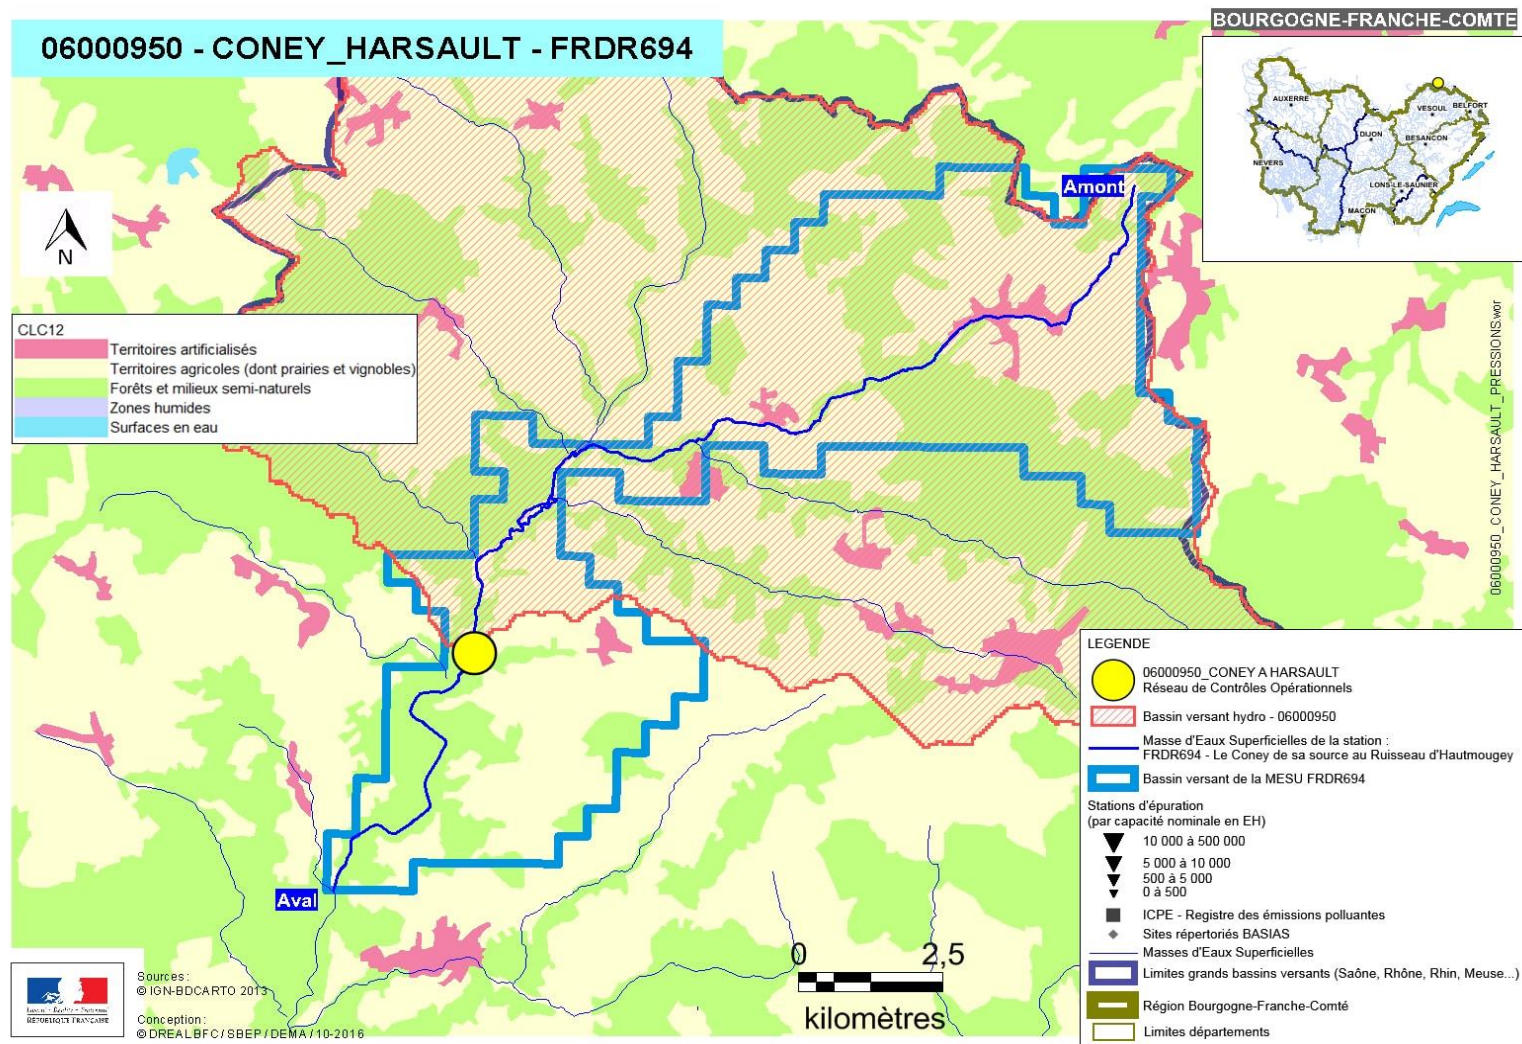 BOURGOGNE-FRANCHE-COMTE
06000950 - CONEY_HARSAULT - FRDR694
AUXERRE
VESOUL
BELFORT
DIJON
BESANCON
NEVERS
LONS-LE-SAUNIER
MACON
Amont
N
CLC12
Territoires artificialisés
Territoires agricoles (dont prairies et vignobles)
Forêts et milieux semi-naturels
Zones humides
Surfaces en eau
06000950_CONEY_HARSAULT_PRESSIONS.wor
Aval
LEGENDE
06000950_CONEY A HARSAULT
Réseau de Contrôles Opérationnels
Bassin versant hydro - 06000950
Masse d'Eaux Superficielles de la station :
FRDR694 - Le Coney de sa source au Ruisseau d'Hautmougey
Bassin versant de la MESU FRDR694
Stations d'épuration
(par capacité nominale en EH)
10 000 à 500 000
5 000 à 10 000
500 à 5 000
0 à 500
ICPE - Registre des émissions polluantes
Sites répertoriés BASIAS
Masses d'Eaux Superficielles
Limites grands bassins versants (Saône, Rhône, Rhin, Meuse...)
Région Bourgogne-Franche-Comté
Limites départements
0 2,5
kilomètres
Liberté • Égalité • Fraternité
RÉPUBLIQUE FRANÇAISE
Sources :
© IGN-BDCARTO 2013
Conception :
© DREALBFC / SBEP / DEMA / 10-2016